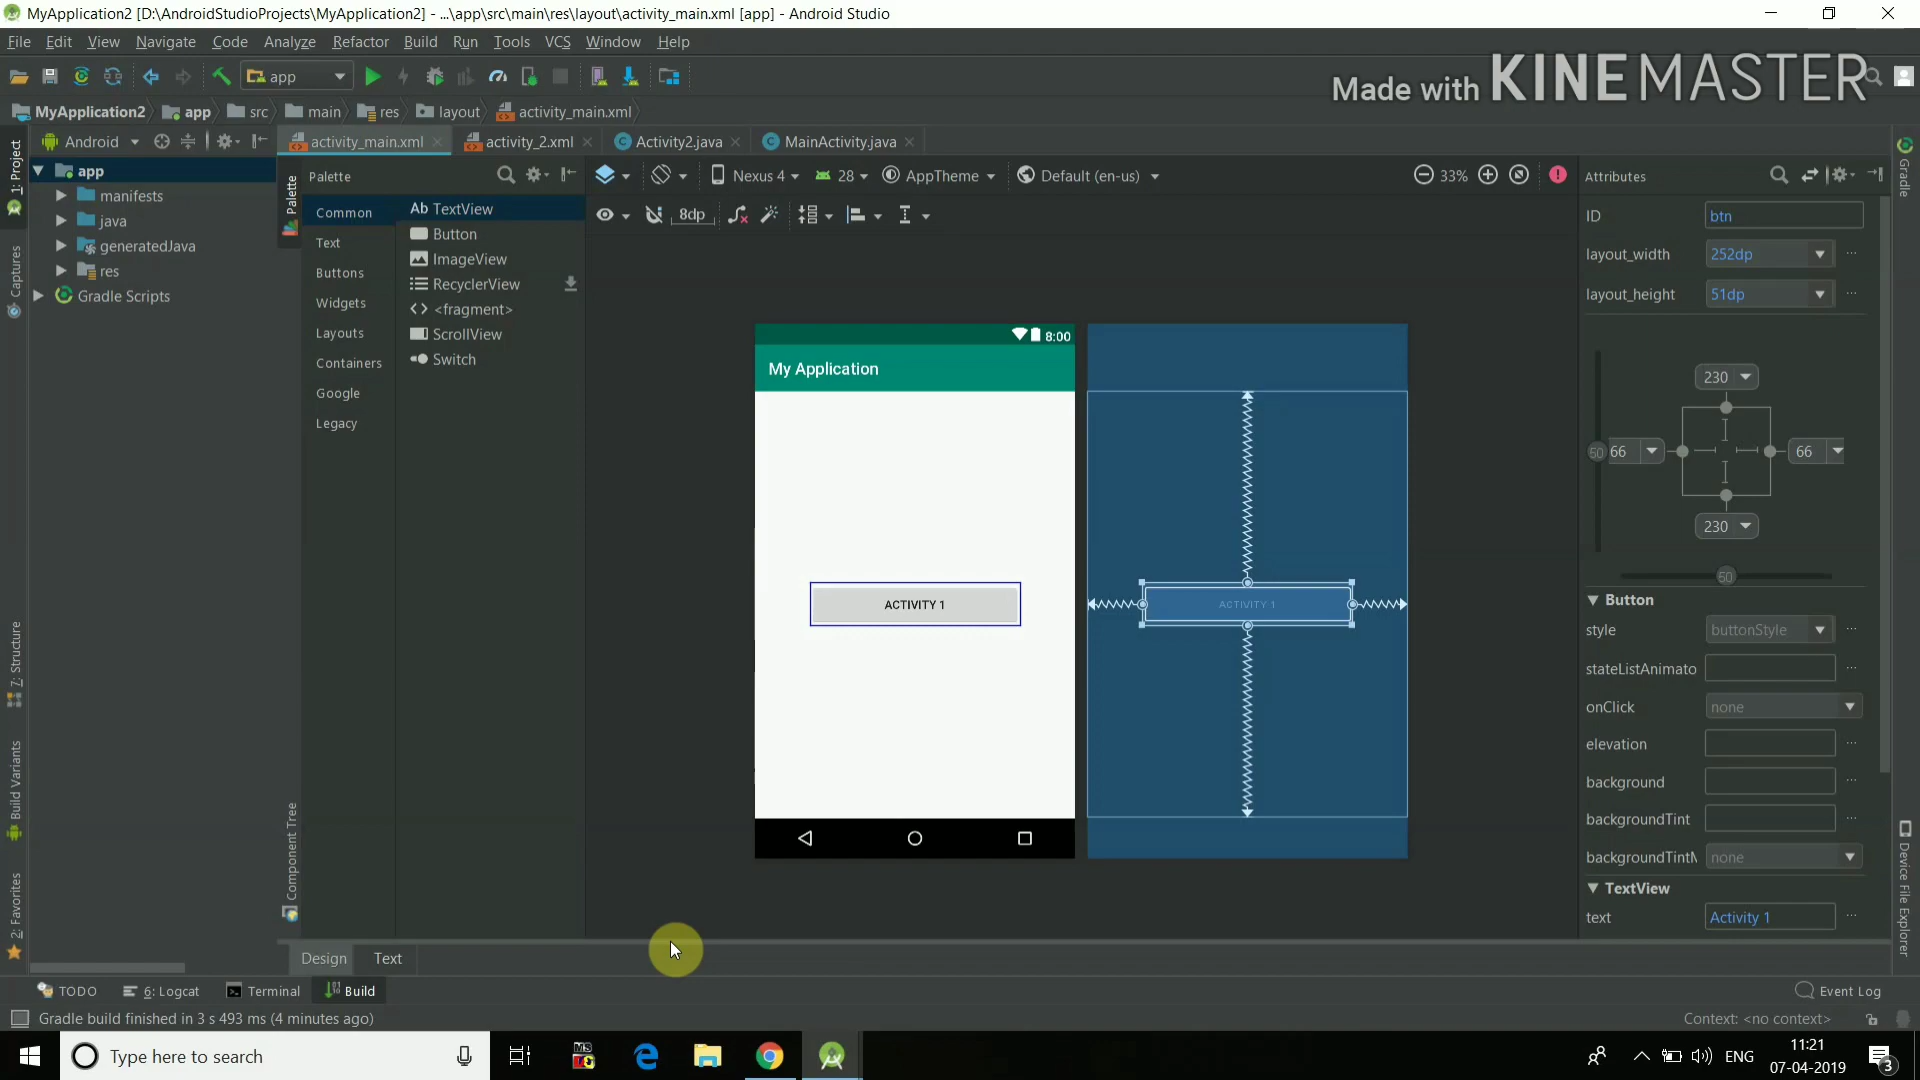 MyApplication2 [D:\AndroidStudioProjects\MyApplication2] - ...\app\src\main\res\layout\activity_main.xml [app] - Android Studio
File Edit View Navigate Code Analyze Refactor Build Run Tools VCS Window Help
app
Made with KINEMASTER
MyApplication2 app src main res layout activity_main.xml
Android
activity_main.xml activity_2.xml Activity2.java MainActivity.java
1: Project
Captures
7: Structure
Build Variants
2: Favorites
app
manifests
java
generatedJava
res
Gradle Scripts
Palette
Component Tree
Palette
Common
Text
Buttons
Widgets
Layouts
Containers
Google
Legacy
Ab TextView
Button
ImageView
RecyclerView
<fragment>
ScrollView
Switch
Nexus 4 28 AppTheme Default (en-us) 33%
8dp
8:00
My Application
ACTIVITY 1
ACTIVITY 1
Attributes
ID btn
layout_width 252dp
layout_height 51dp
230
50 66 66
230
50
Button
style buttonStyle
stateListAnimato
onClick none
elevation
background
backgroundTint
backgroundTintM none
TextView
text Activity 1
Gradle
Device File Explorer
Design Text
TODO 6: Logcat Terminal Build Event Log
Gradle build finished in 3 s 493 ms (4 minutes ago) Context: <no context>
Type here to search
ENG
11:21
07-04-2019
3